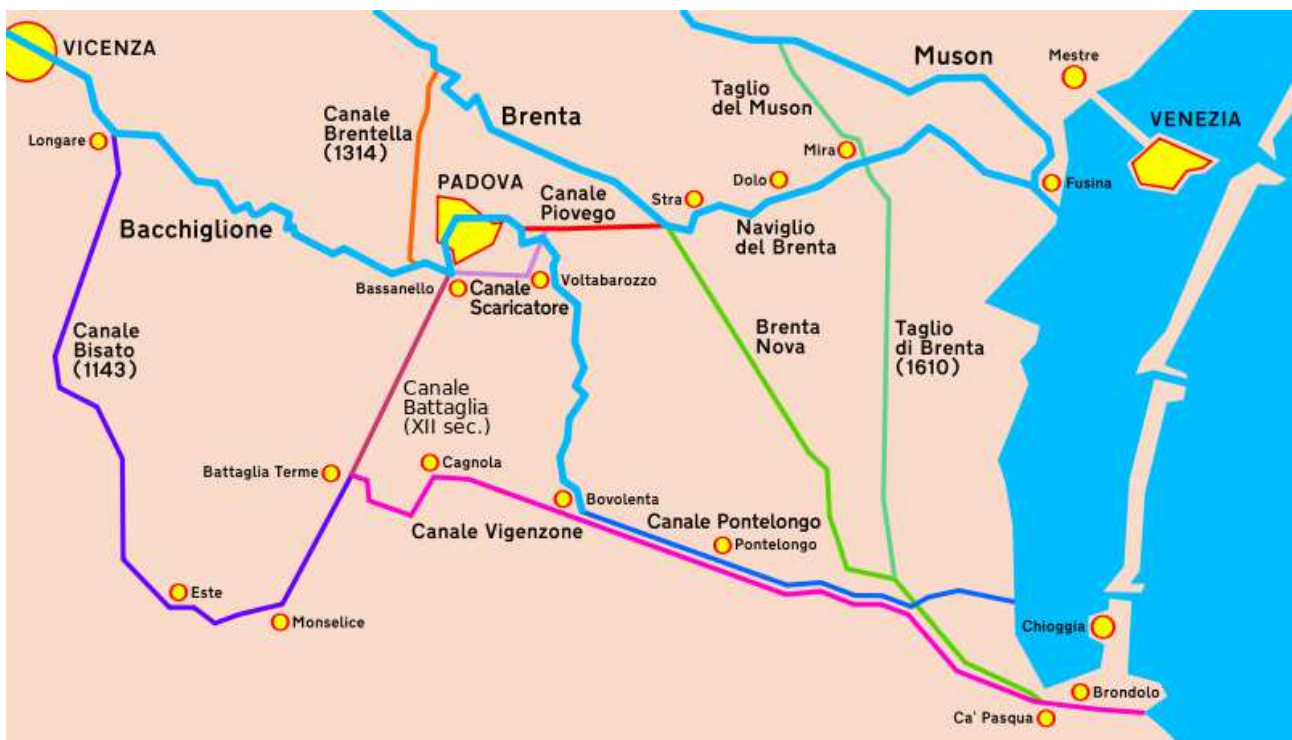 VICENZA
Longare
Canale
Brentella
(1314)
Brenta
Muson
Mestre
Taglio
del Muson
VENEZIA
Mira
PADOVA
Canale
Piovego
Stra
Dolo
Fusina
Bacchiglione
Naviglio
del Brenta
Bassanello
Canale
Scaricatore
Voltabarozzo
Canale
Bisato
(1143)
Brenta
Nova
Taglio
di Brenta
(1610)
Canale
Battaglia
(XII sec.)
Battaglia Terme
Cagnola
Bovolenta
Canale Vigenzone
Canale Pontelongo
Pontelongo
Este
Monselice
Chioggia
Brondolo
Ca' Pasqua